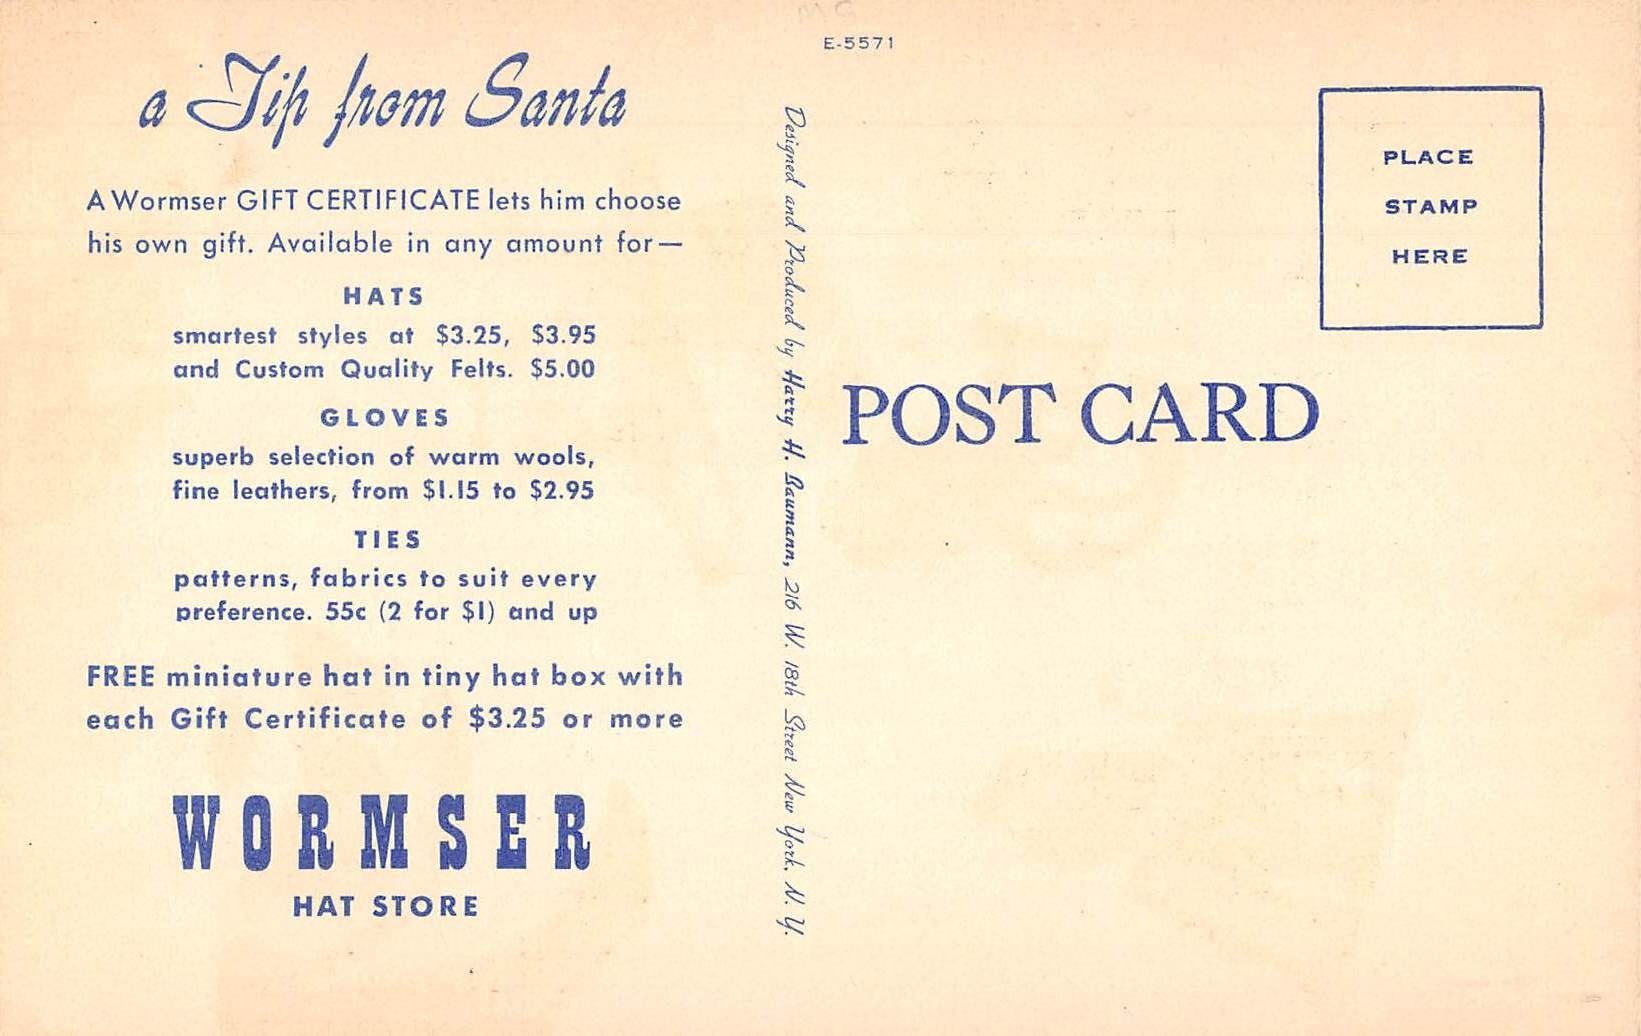 a Tip from Santa
A Wormser GIFT CERTIFICATE lets him choose
his own gift. Available in any amount for—
HATS
smartest styles at $3.25, $3.95
and Custom Quality Felts. $5.00
GLOVES
superb selection of warm wools,
fine leathers, from $1.15 to $2.95
TIES
patterns, fabrics to suit every
preference. 55c (2 for $1) and up
FREE miniature hat in tiny hat box with
each Gift Certificate of $3.25 or more
WORMSER
HAT STORE
Designed and Produced by Harry H. Baumann, 216 W. 18th Street New York, N. Y.
E-5571
PLACE
STAMP
HERE
POST CARD